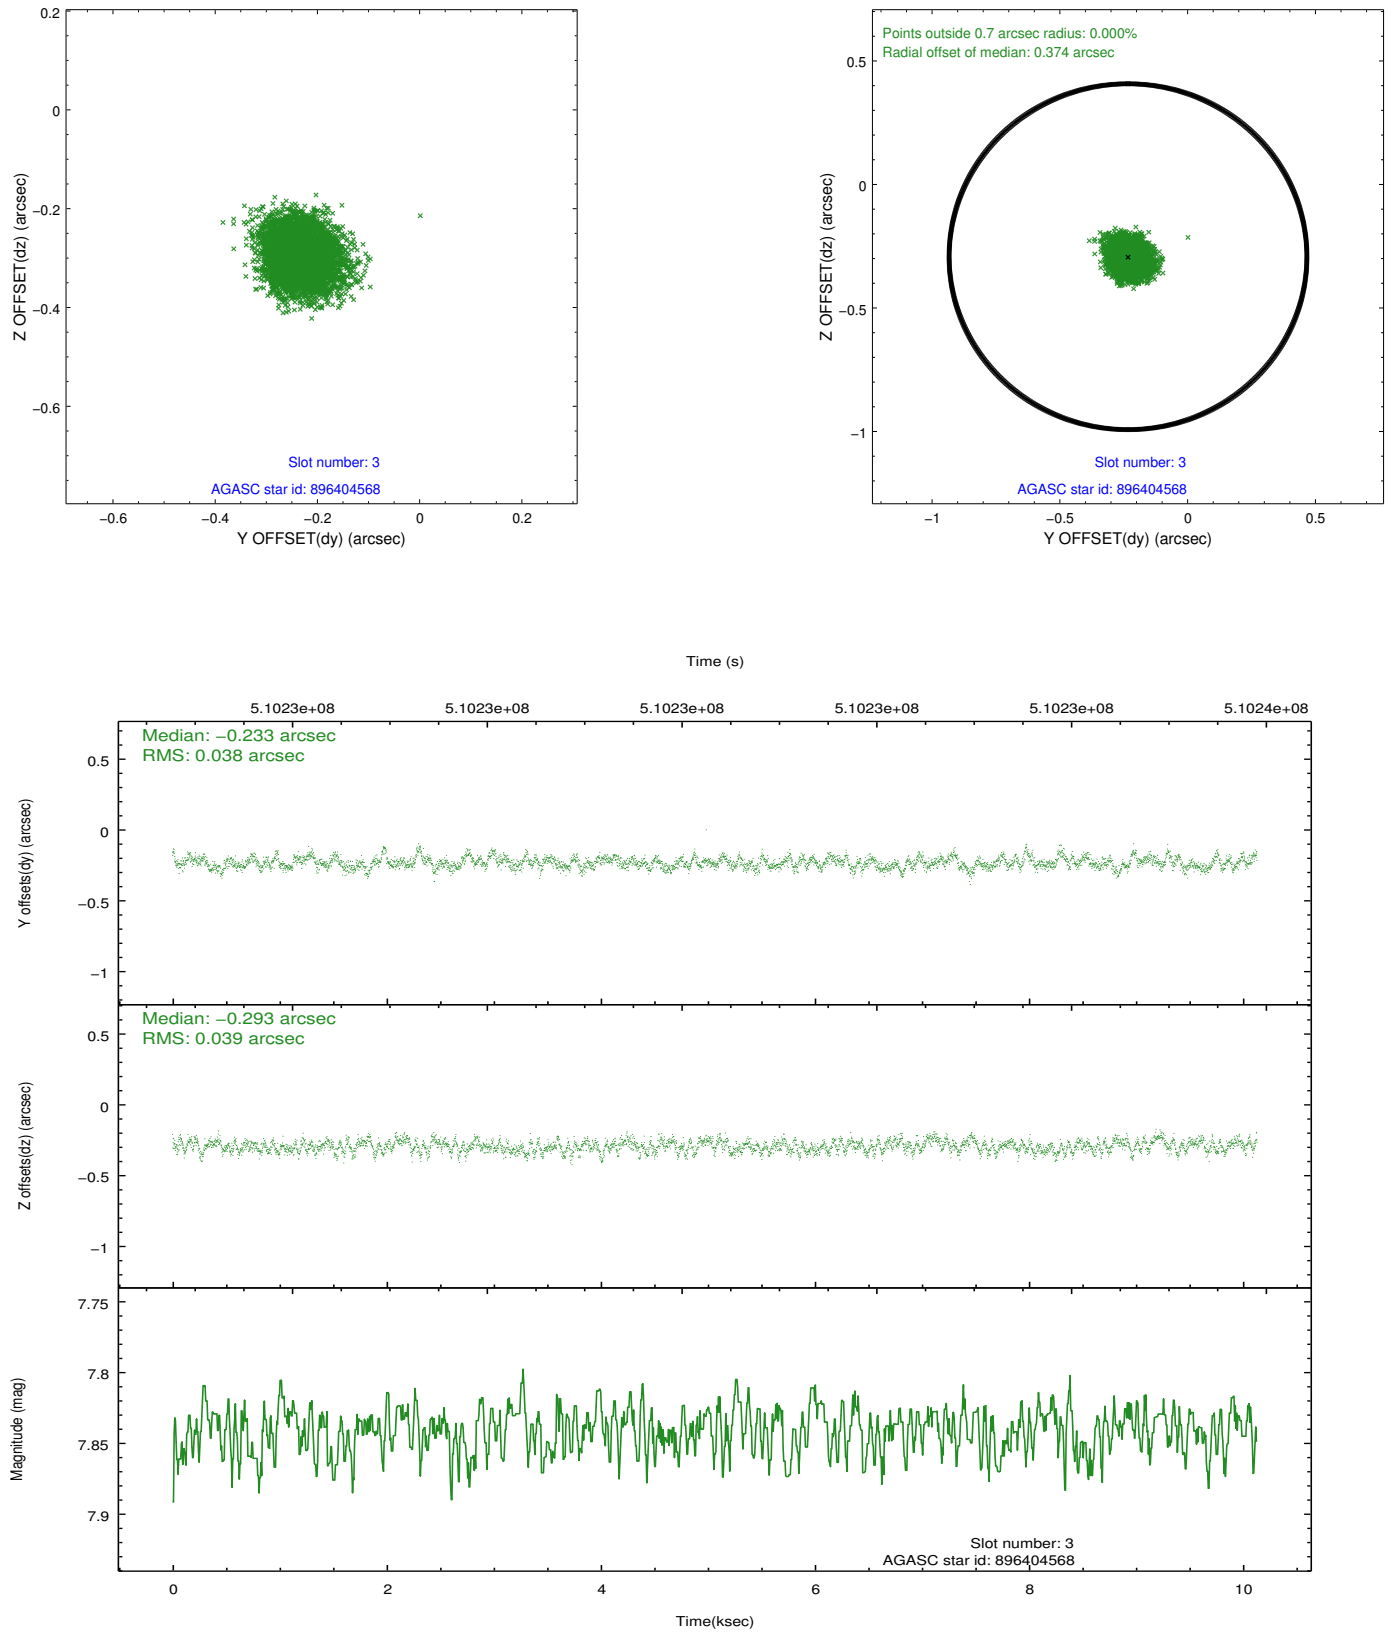 0.2
0
−0.2
−0.4
−0.6
Z OFFSET(dz) (arcsec)
Slot number: 3
AGASC star id: 896404568
−0.6
−0.4
−0.2
0
0.2
Y OFFSET(dy) (arcsec)
Points outside 0.7 arcsec radius: 0.000%
Radial offset of median: 0.374 arcsec
0.5
0
−0.5
−1
Z OFFSET(dz) (arcsec)
Slot number: 3
AGASC star id: 896404568
−1
−0.5
0
0.5
Y OFFSET(dy) (arcsec)
Time (s)
5.1023e+08
5.1023e+08
5.1023e+08
5.1023e+08
5.1023e+08
5.1024e+08
Median: −0.233 arcsec
RMS: 0.038 arcsec
0.5
0
−0.5
−1
Y offsets(dy) (arcsec)
Median: −0.293 arcsec
RMS: 0.039 arcsec
0.5
0
−0.5
−1
Z offsets(dz) (arcsec)
7.75
7.8
7.85
7.9
Magnitude (mag)
Slot number: 3
AGASC star id: 896404568
0
2
4
6
8
10
Time(ksec)